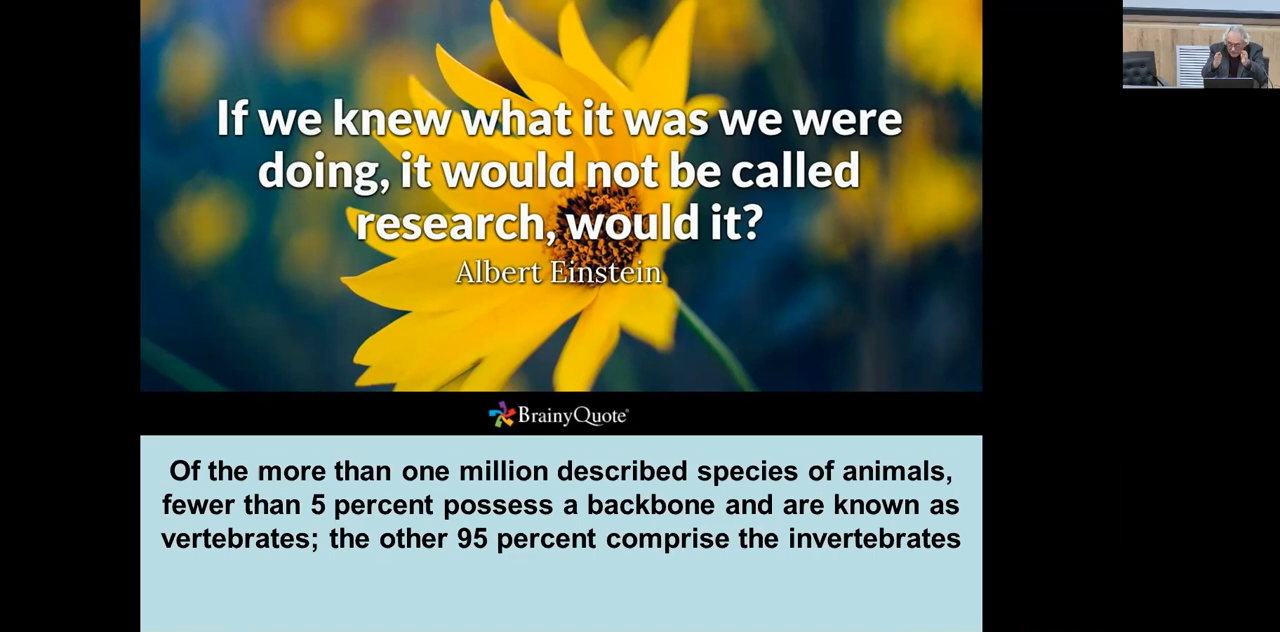 If we knew what it was we were
doing, it would not be called
research, would it?
Albert Einstein
BrainyQuote®
Of the more than one million described species of animals,
fewer than 5 percent possess a backbone and are known as
vertebrates; the other 95 percent comprise the invertebrates